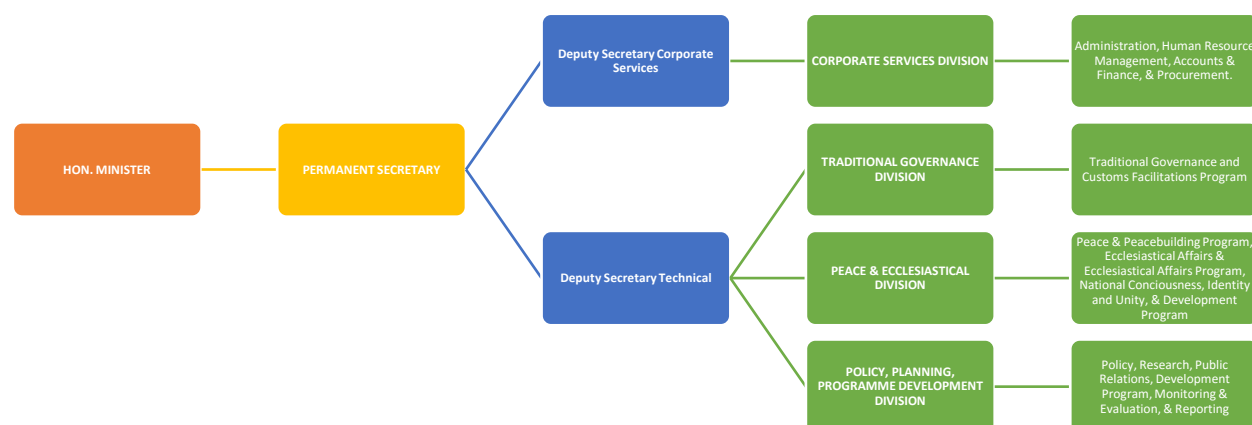 HON. MINISTER
PERMANENT SECRETARY
Deputy Secretary Corporate
Services
CORPORATE SERVICES DIVISION
Administration, Human Resource
Management, Accounts &
Finance, & Procurement.
Deputy Secretary Technical
TRADITIONAL GOVERNANCE
DIVISION
Traditional Governance and
Customs Facilitations Program
PEACE & ECCLESIASTICAL
DIVISION
Peace & Peacebuilding Program,
Ecclesiastical Affairs &
Ecclesiastical Affairs Program,
National Conciousness, Identity
and Unity, & Development
Program
POLICY, PLANNING,
PROGRAMME DEVELOPMENT
DIVISION
Policy, Research, Public
Relations, Development
Program, Monitoring &
Evaluation, & Reporting